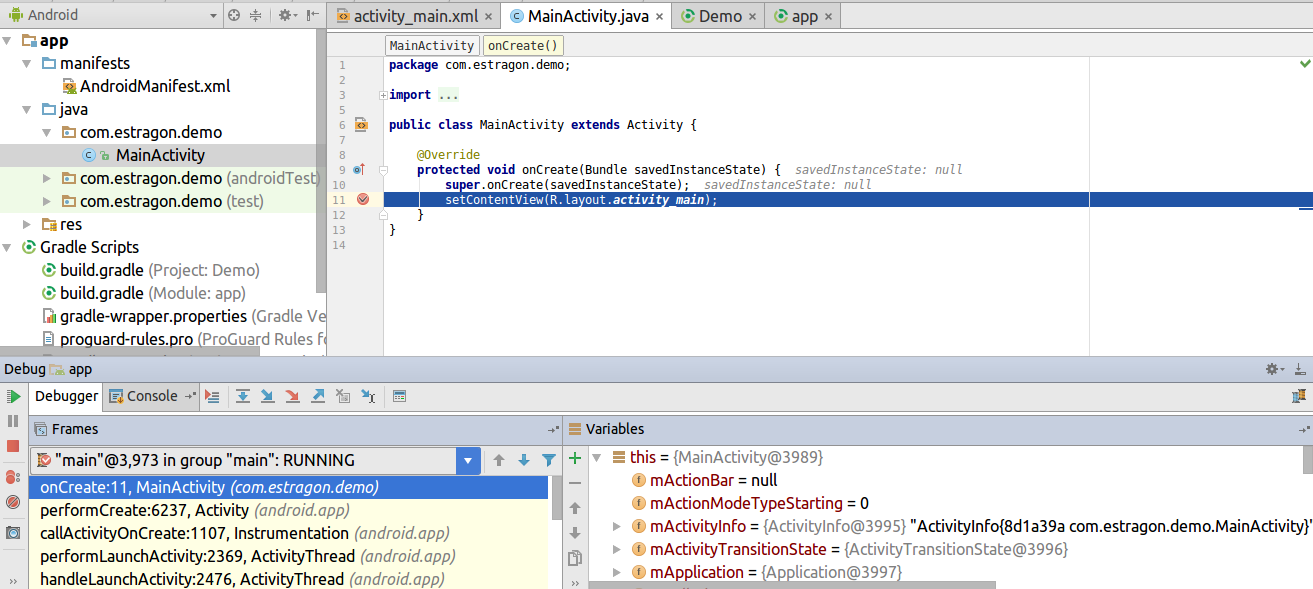 Android
activity_main.xml
MainActivity.java
Demo
app
app
manifests
AndroidManifest.xml
java
com.estragon.demo
MainActivity
com.estragon.demo (androidTest)
com.estragon.demo (test)
res
Gradle Scripts
build.gradle (Project: Demo)
build.gradle (Module: app)
gradle-wrapper.properties (Gradle Ve
proguard-rules.pro (ProGuard Rules fo
MainActivity onCreate()
1 package com.estragon.demo;
2
3 import ...
5
6 public class MainActivity extends Activity {
7
8 @Override
9 protected void onCreate(Bundle savedInstanceState) { savedInstanceState: null
10 super.onCreate(savedInstanceState); savedInstanceState: null
11 setContentView(R.layout.activity_main);
12 }
13 }
14
Debug app
Debugger Console
Frames
"main"@3,973 in group "main": RUNNING
onCreate:11, MainActivity (com.estragon.demo)
performCreate:6237, Activity (android.app)
callActivityOnCreate:1107, Instrumentation (android.app)
performLaunchActivity:2369, ActivityThread (android.app)
handleLaunchActivity:2476, ActivityThread (android.app)
Variables
this = {MainActivity@3989}
mActionBar = null
mActionModeTypeStarting = 0
mActivityInfo = {ActivityInfo@3995} "ActivityInfo{8d1a39a com.estragon.demo.MainActivity}"
mActivityTransitionState = {ActivityTransitionState@3996}
mApplication = {Application@3997}